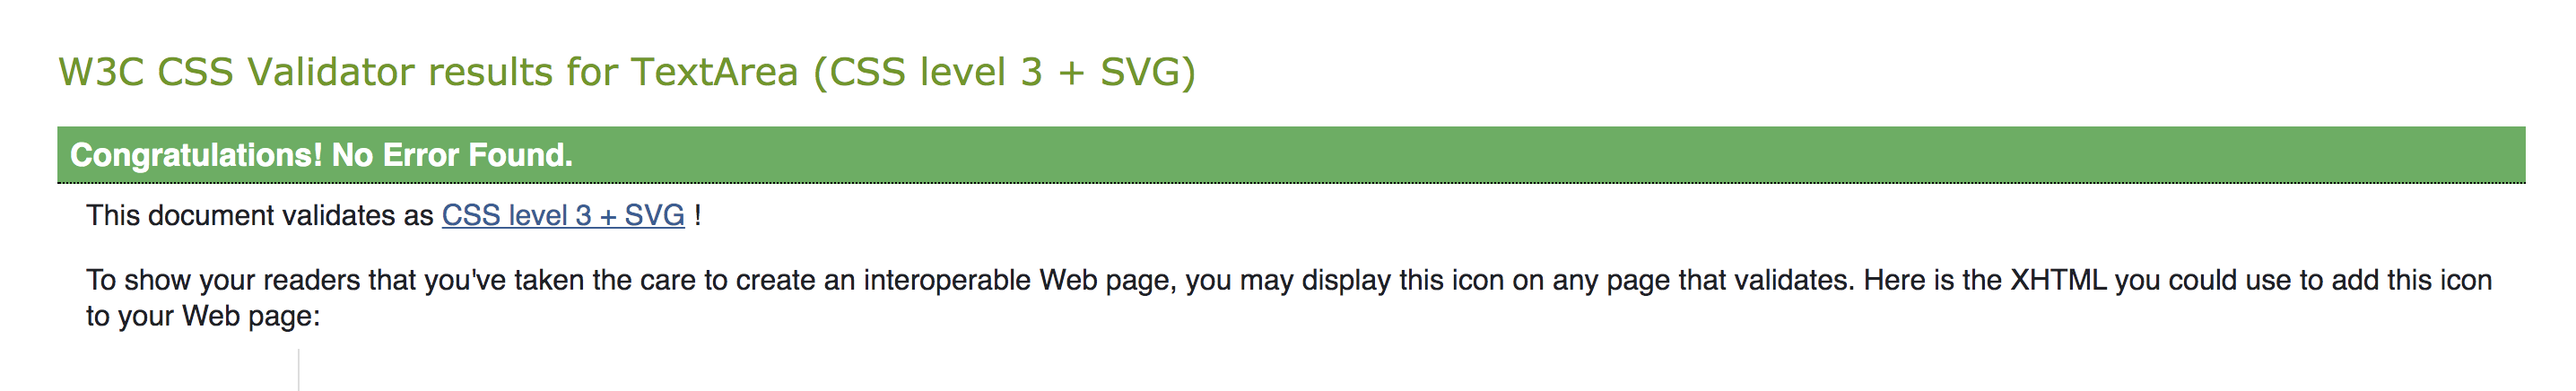 W3C CSS Validator results for TextArea (CSS level 3 + SVG)
Congratulations! No Error Found.
This document validates as CSS level 3 + SVG !
To show your readers that you've taken the care to create an interoperable Web page, you may display this icon on any page that validates. Here is the XHTML you could use to add this icon
to your Web page: